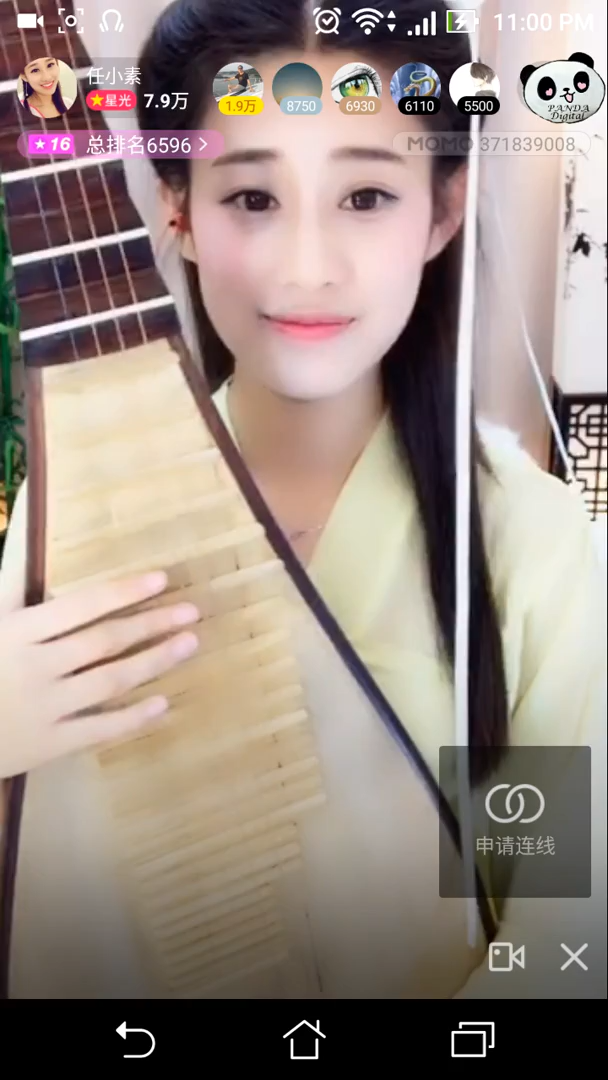 11:00 PM
任小素
★星光 7.9万
1.9万
8750
6930
6110
5500
PANDA
Digital
★16 总排名6596 >
MOMO 371839008
申请连线